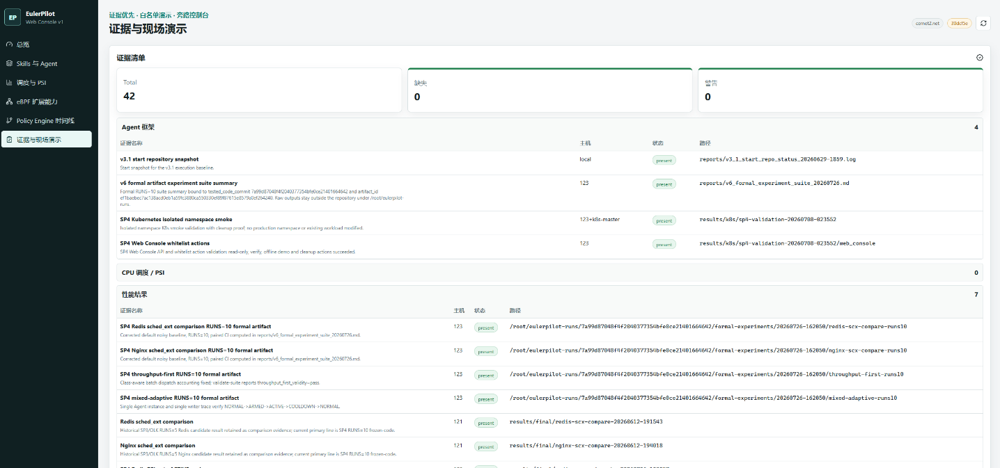 EP
EulerPilot
Web Console v1
总览
Skills 与 Agent
调度与 PSI
eBPF 扩展能力
Policy Engine 时间线
证据与现场演示
证据优先 · 白名单演示 · 旁路控制台
证据与现场演示
cernet2.net
30dcf5e
证据清单
Total
42
缺失
0
警告
0
Agent 框架 4
证据名称 主机 状态 路径
v3.1 start repository snapshot local present reports/v3_1_start_repo_status_20260629-1859.log
Start snapshot for the v3.1 execution baseline.
v6 formal artifact experiment suite summary 123 present reports/v6_formal_experiment_suite_20260726.md
Formal RUNS=10 suite summary bound to tested_code_commit 7a99d87048f4f2040377354bfe0ce21401664642 and artifact_id
ef1baebec7ac138acd0eb1a59fc3880ca550330ef89f87615e8579a0ef264240. Raw outputs stay outside the repository under /root/eulerpilot-
runs.
SP4 Kubernetes isolated namespace smoke 123+k8s-master present results/k8s/sp4-validation-20260708-023552
Isolated namespace K8s smoke validation with cleanup proof; no production namespace or existing workload modified.
SP4 Web Console whitelist actions 123 present results/k8s/sp4-validation-20260708-023552/web_console
SP4 Web Console API and whitelist action validation: read-only, verify, offline demo and cleanup actions succeeded.
CPU 调度 / PSI 0
性能结果 7
证据名称 主机 状态 路径
SP4 Redis sched_ext comparison RUNS=10 formal artifact 123 present /root/eulerpilot-runs/7a99d87048f4f2040377354bfe0ce21401664642/formal-experiments/20260726-162050/redis-scx-compare-runs10
Corrected default noisy baseline, RUNS=10, paired CI computed in reports/v6_formal_experiment_suite_20260726.md.
SP4 Nginx sched_ext comparison RUNS=10 formal artifact 123 present /root/eulerpilot-runs/7a99d87048f4f2040377354bfe0ce21401664642/formal-experiments/20260726-162050/nginx-scx-compare-runs10
Corrected default noisy baseline, RUNS=10, paired CI computed in reports/v6_formal_experiment_suite_20260726.md.
SP4 throughput-first RUNS=10 formal artifact 123 present /root/eulerpilot-runs/7a99d87048f4f2040377354bfe0ce21401664642/formal-experiments/20260726-162050/throughput-first-runs10
Class-aware batch dispatch accounting fixed; validate-suite reports throughput_first_validity=pass.
SP4 mixed-adaptive RUNS=10 formal artifact 123 present /root/eulerpilot-runs/7a99d87048f4f2040377354bfe0ce21401664642/formal-experiments/20260726-162050/mixed-adaptive-runs10
Single Agent instance and single writer trace verify NORMAL->ARMED->ACTIVE->COOLDOWN->NORMAL.
Redis sched_ext comparison 121 present results/final/redis-scx-compare-20260612-191543
Historical SP3/OLK RUNS=5 Redis candidate result retained as comparison evidence; current primary line is SP4 RUNS=10 frozen-code.
Nginx sched_ext comparison 121 present results/final/nginx-scx-compare-20260612-194018
Historical SP3/OLK RUNS=5 Nginx candidate result retained as comparison evidence; current primary line is SP4 RUNS=10 frozen-code.